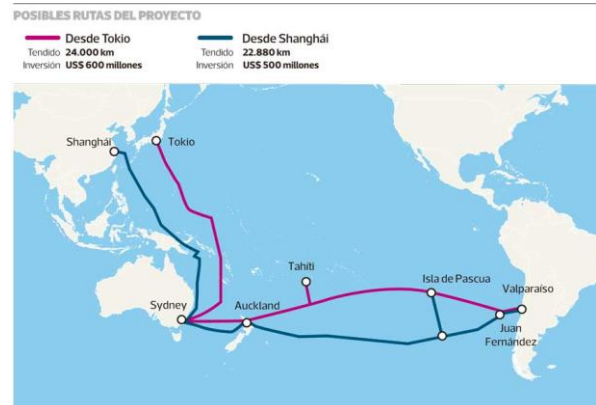 POSIBLES RUTAS DEL PROYECTO
Desde Tokio
Tendido 24.000 km
Inversión US$ 600 millones
Desde Shanghái
Tendido 22.880 km
Inversión US$ 500 millones
Shanghái
Tokio
Tahíti
Isla de Pascua
Valparaíso
Sydney
Auckland
Juan
Fernández